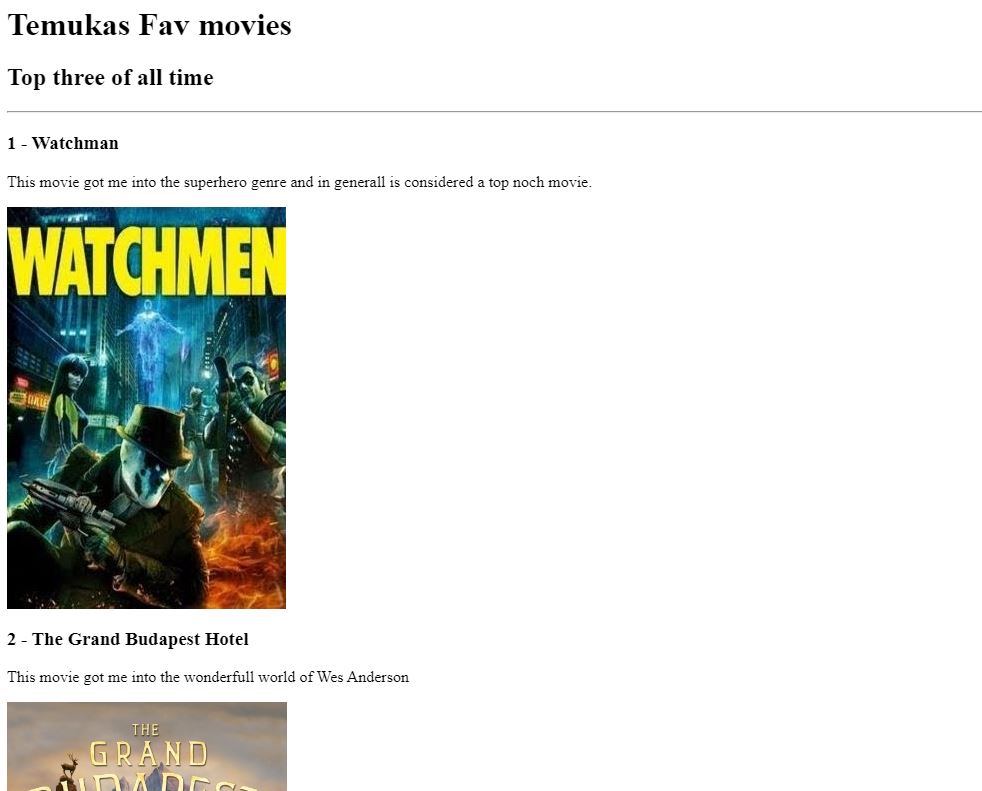 Temukas Fav movies
Top three of all time
1 - Watchman
This movie got me into the superhero genre and in generall is considered a top noch movie.
WATCHMEN
2 - The Grand Budapest Hotel
This movie got me into the wonderfull world of Wes Anderson
THE
GRAND
BUDAPEST